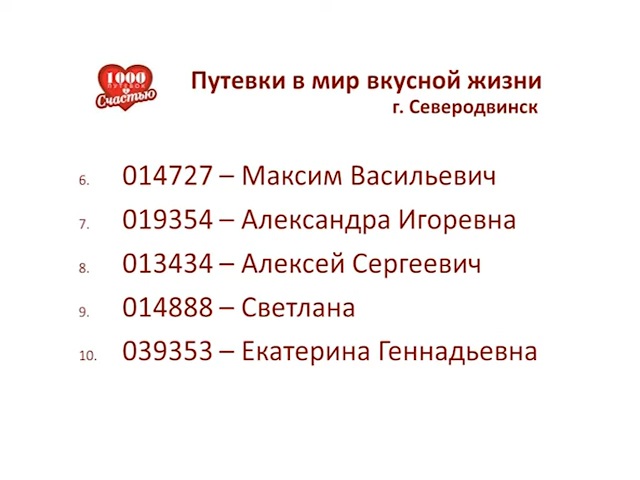 1000
ПУТЕВОК
К
Счастью
Путевки в мир вкусной жизни
г. Северодвинск
6. 014727 – Максим Васильевич
7. 019354 – Александра Игоревна
8. 013434 – Алексей Сергеевич
9. 014888 – Светлана
10. 039353 – Екатерина Геннадьевна